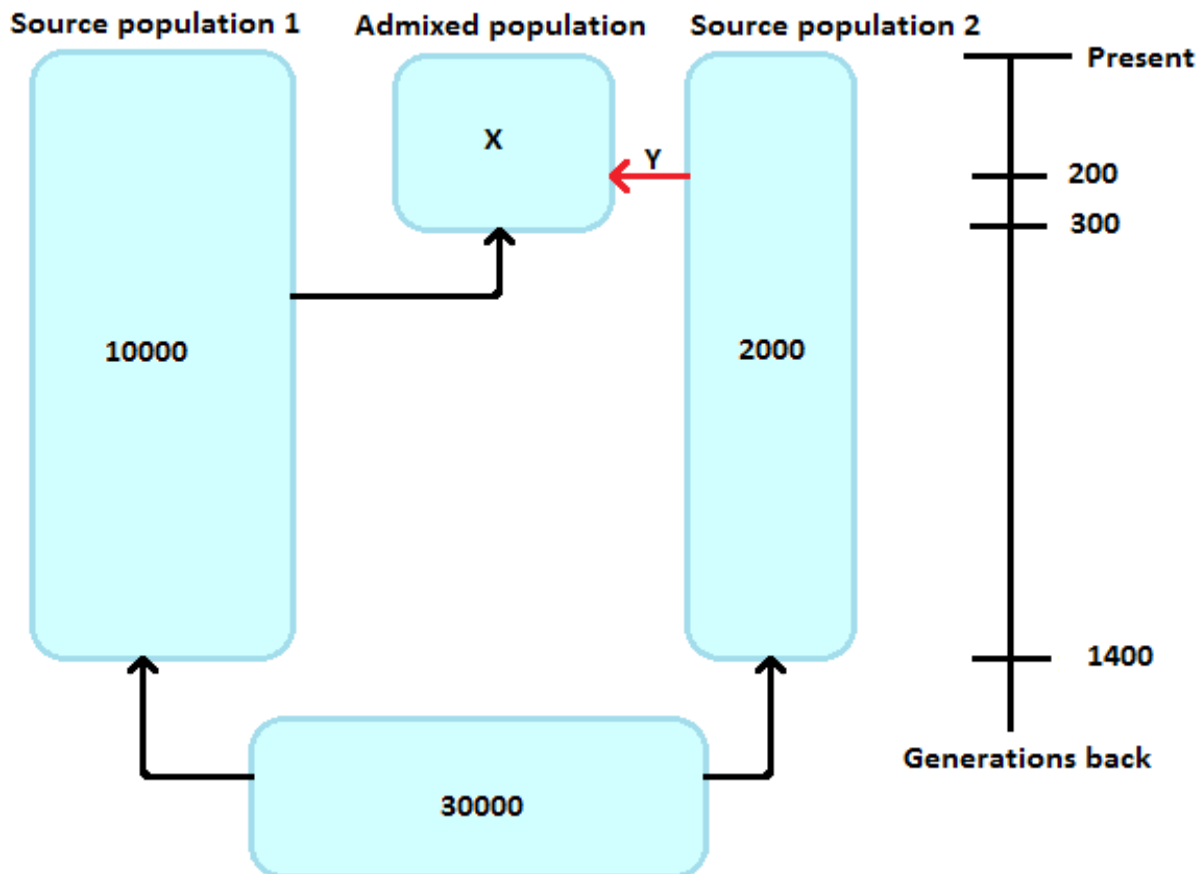 Source population 1
Admixed population
Source population 2
Present
X
Y
200
300
10000
2000
1400
Generations back
30000